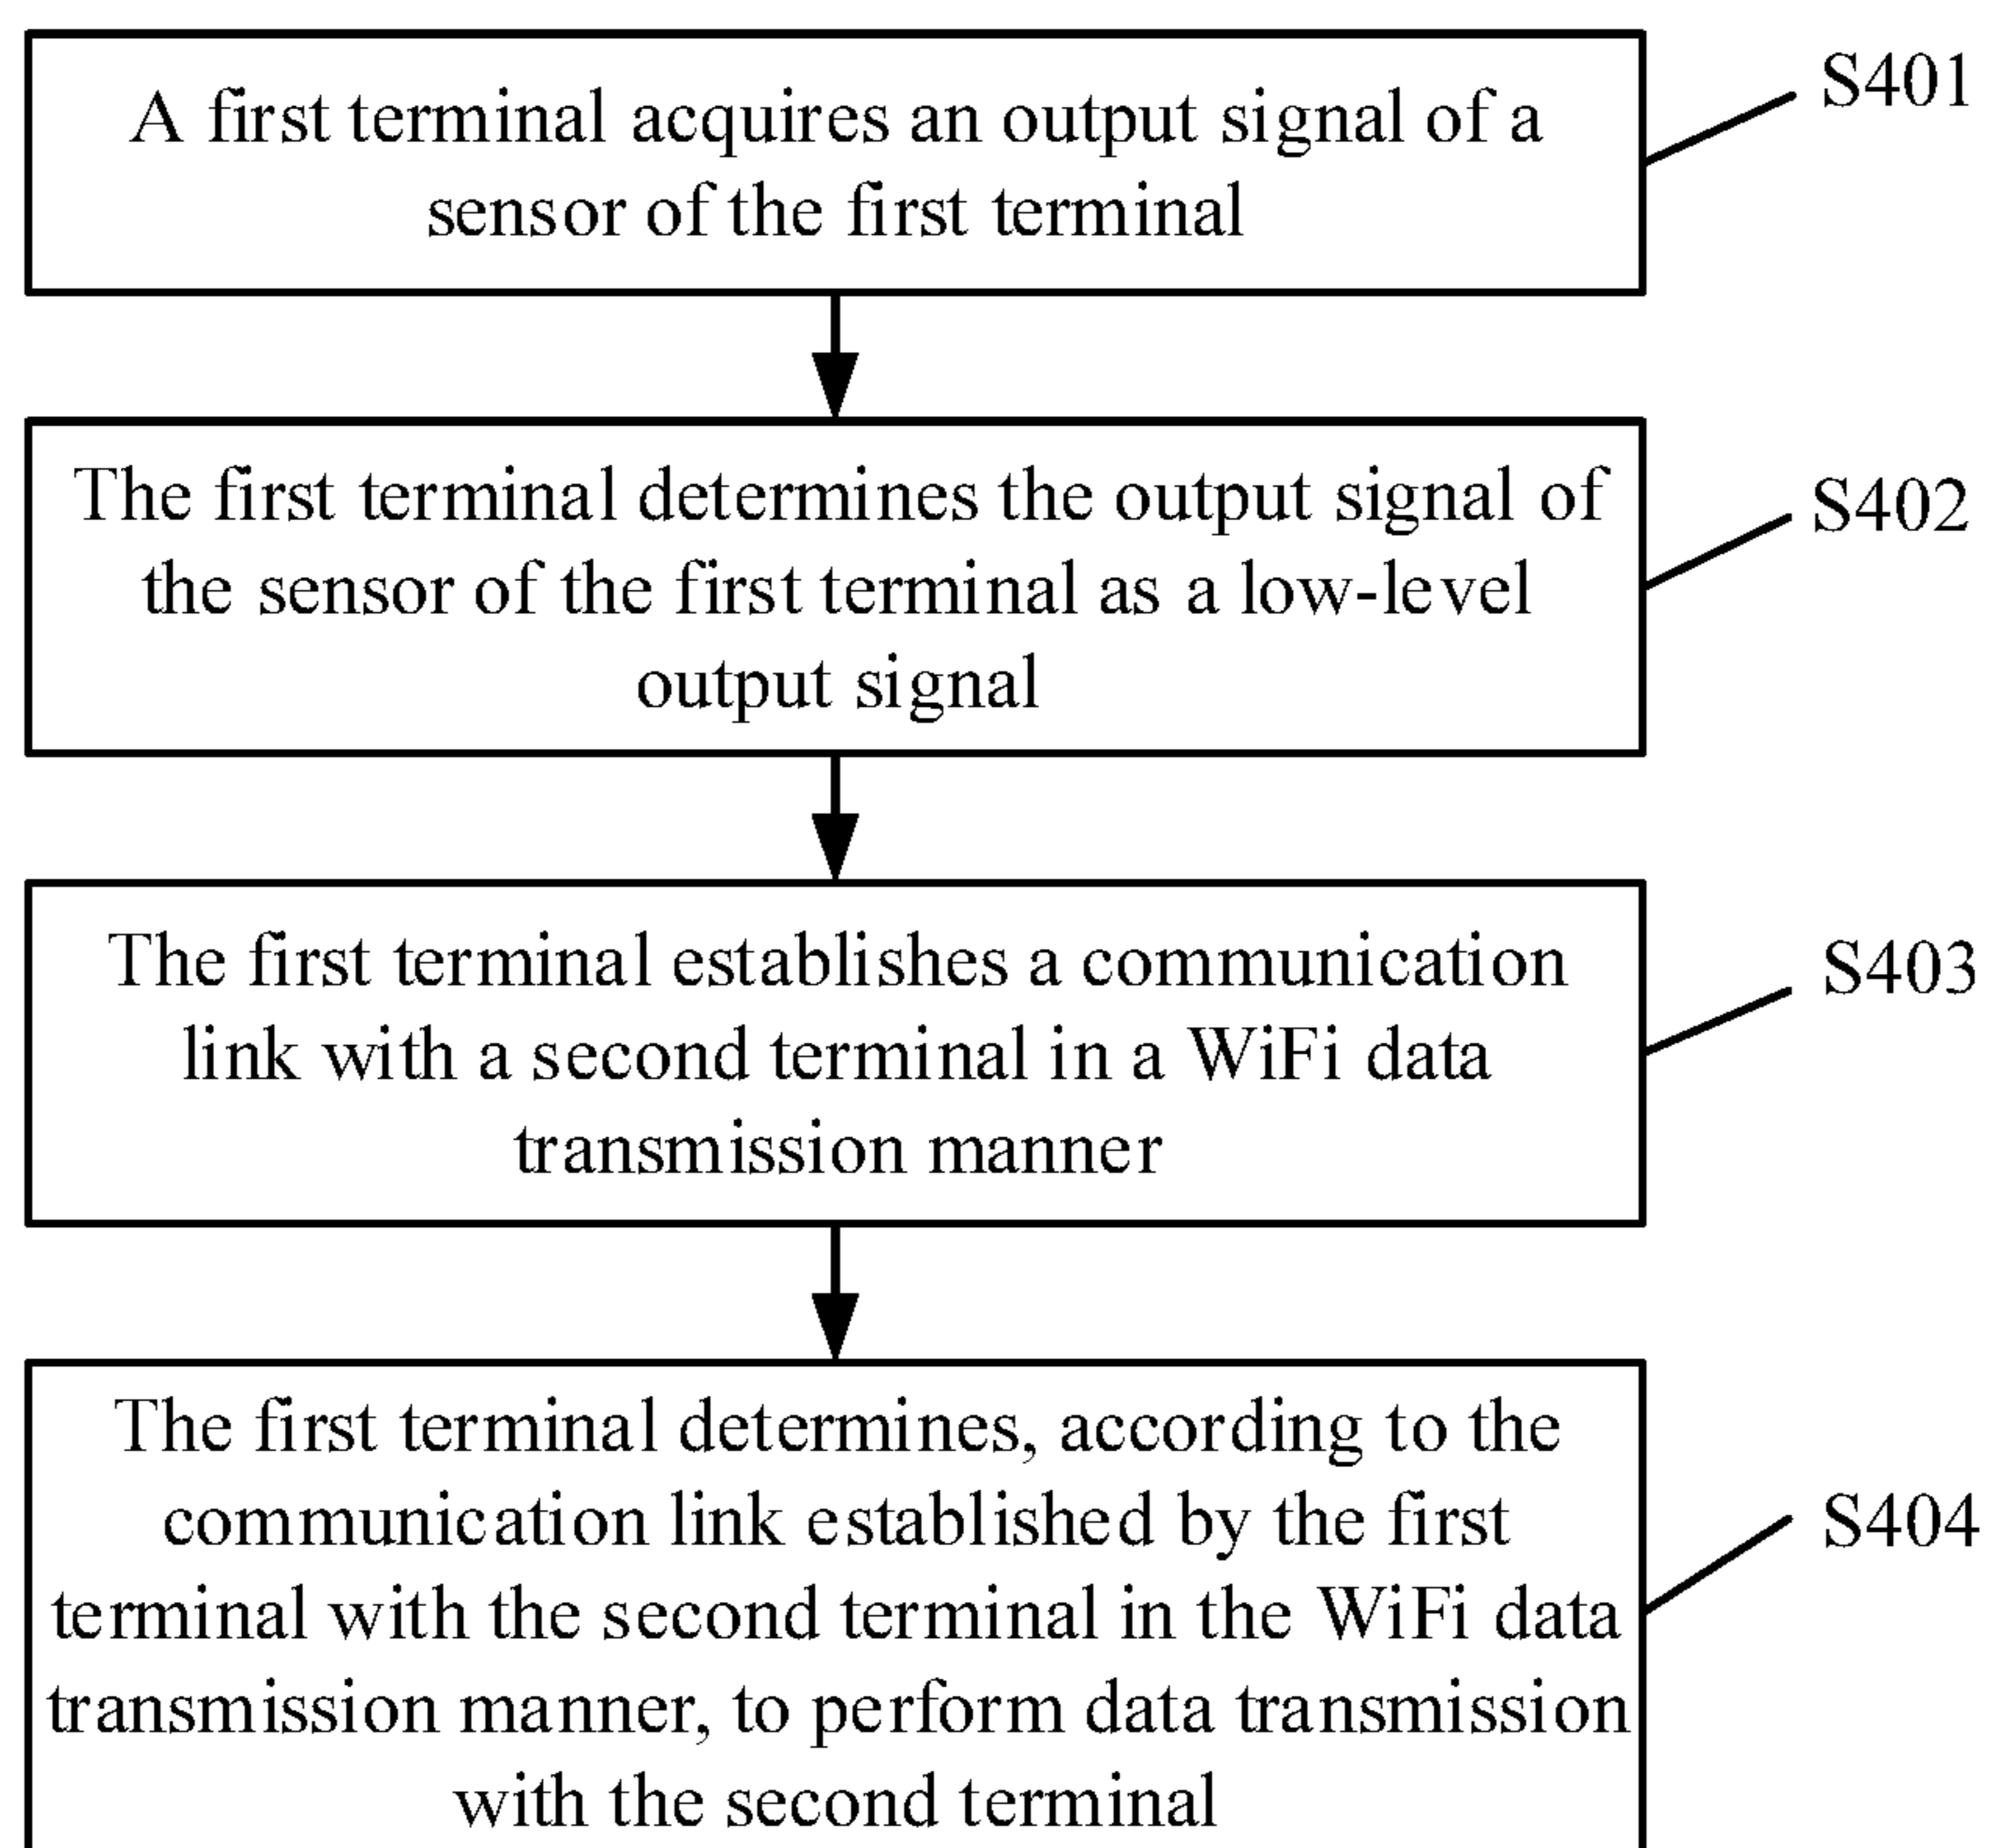 A first terminal acquires an output signal of a
sensor of the first terminal
S401
The first terminal determines the output signal of
the sensor of the first terminal as a low-level
output signal
S402
The first terminal establishes a communication
link with a second terminal in a WiFi data
transmission manner
S403
The first terminal determines, according to the
communication link established by the first
terminal with the second terminal in the WiFi data
transmission manner, to perform data transmission
with the second terminal
S404